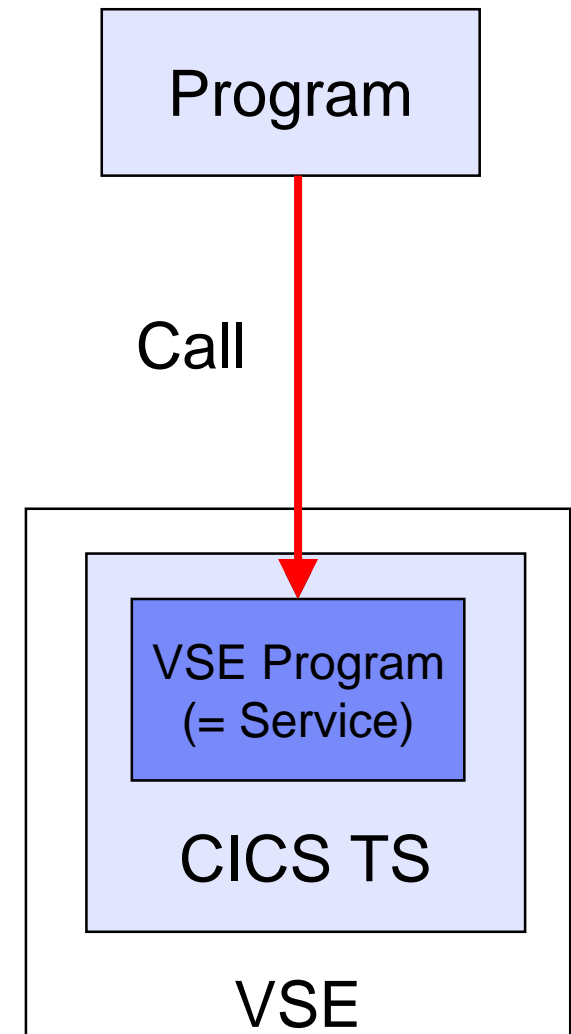 Program
Call
VSE Program
(= Service)
CICS TS
VSE